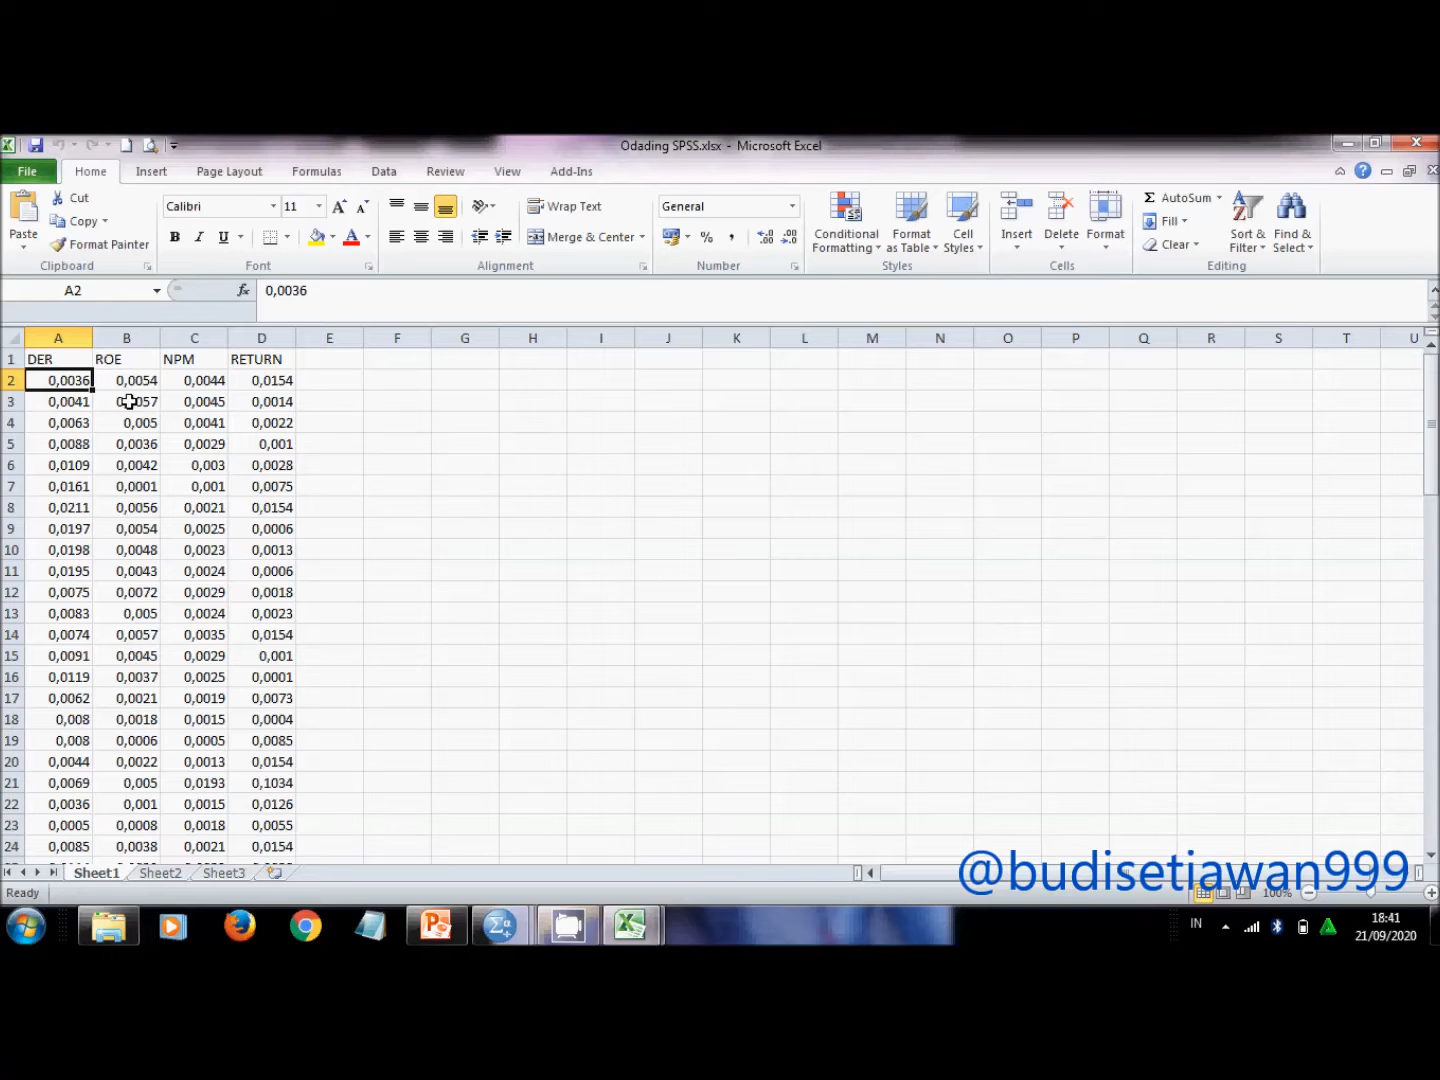 Odading SPSS.xlsx - Microsoft Excel
File Home Insert Page Layout Formulas Data Review View Add-Ins
Paste Cut Copy Format Painter Clipboard
Calibri 11 B I U Font
Wrap Text Merge & Center Alignment
General % , Number
Conditional Formatting Format as Table Cell Styles Styles
Insert Delete Format Cells
AutoSum Fill Clear Sort & Filter Find & Select Editing
A2 fx 0,0036
A B C D E F G H I J K L M N O P Q R S T U
1 DER ROE NPM RETURN
2 0,0036 0,0054 0,0044 0,0154
3 0,0041 0,0045 0,0014
4 0,0063 0,005 0,0041 0,0022
5 0,0088 0,0036 0,0029 0,001
6 0,0109 0,0042 0,003 0,0028
7 0,0161 0,0001 0,001 0,0075
8 0,0211 0,0056 0,0021 0,0154
9 0,0197 0,0054 0,0025 0,0006
10 0,0198 0,0048 0,0023 0,0013
11 0,0195 0,0043 0,0024 0,0006
12 0,0075 0,0072 0,0029 0,0018
13 0,0083 0,005 0,0024 0,0023
14 0,0074 0,0057 0,0035 0,0154
15 0,0091 0,0045 0,0029 0,001
16 0,0119 0,0037 0,0025 0,0001
17 0,0062 0,0021 0,0019 0,0073
18 0,008 0,0018 0,0015 0,0004
19 0,008 0,0006 0,0005 0,0085
20 0,0044 0,0022 0,0013 0,0154
21 0,0069 0,005 0,0193 0,1034
22 0,0036 0,001 0,0015 0,0126
23 0,0005 0,0008 0,0018 0,0055
24 0,0085 0,0038 0,0021 0,0154
Sheet1 Sheet2 Sheet3
@budisetiawan999
Ready 100%
IN 18:41
21/09/2020